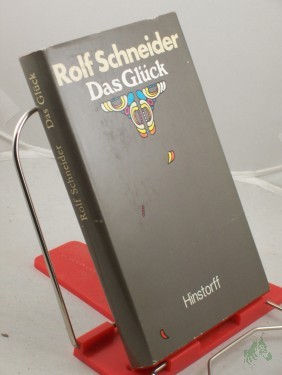 Rolf Schneider
Das Glück
Hinstorff
Rolf Schneider Das Glück